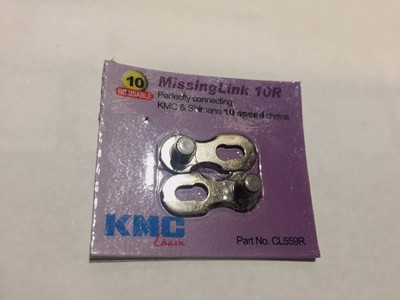 10
REUSABLE
MissingLink 10R
Perfectly connecting
KMC & Shimano 10 speed chains
KMC
Chain
Part No. CL559R